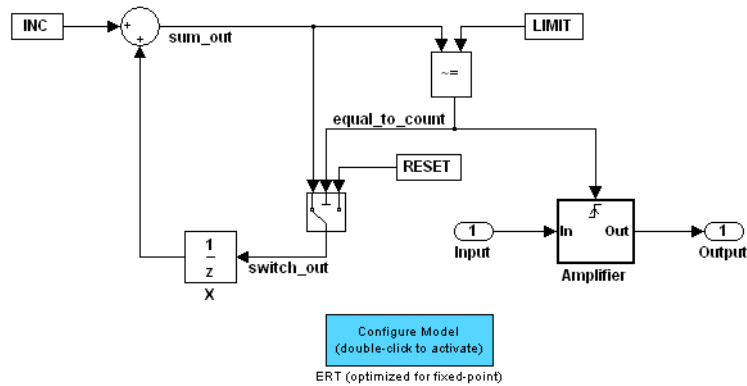 INC
+
+
sum_out
LIMIT
~=
equal_to_count
RESET
1
z
X
switch_out
1
Input
In Out
Amplifier
1
Output
Configure Model
(double-click to activate)
ERT (optimized for fixed-point)